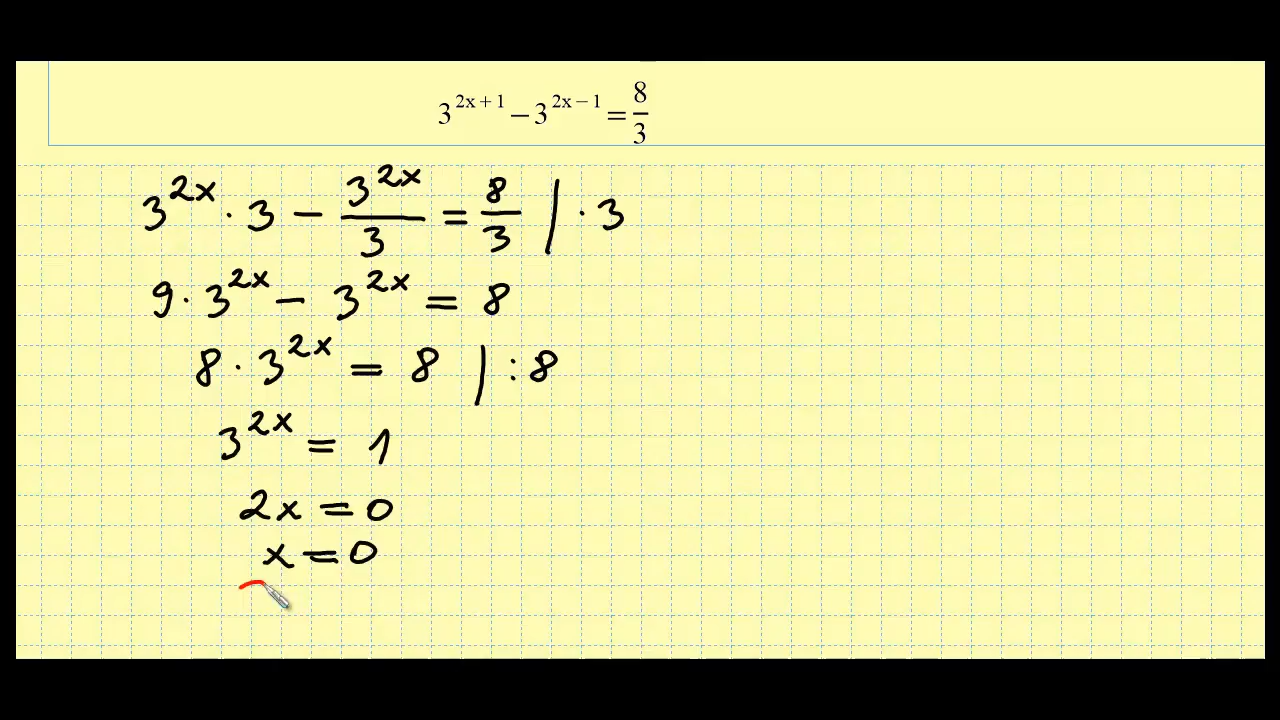 3^{2x+1} − 3^{2x−1} = 8/3
3^{2x} · 3 − 3^{2x}/3 = 8/3 | · 3
9 · 3^{2x} − 3^{2x} = 8
8 · 3^{2x} = 8 | : 8
3^{2x} = 1
2x = 0
x = 0